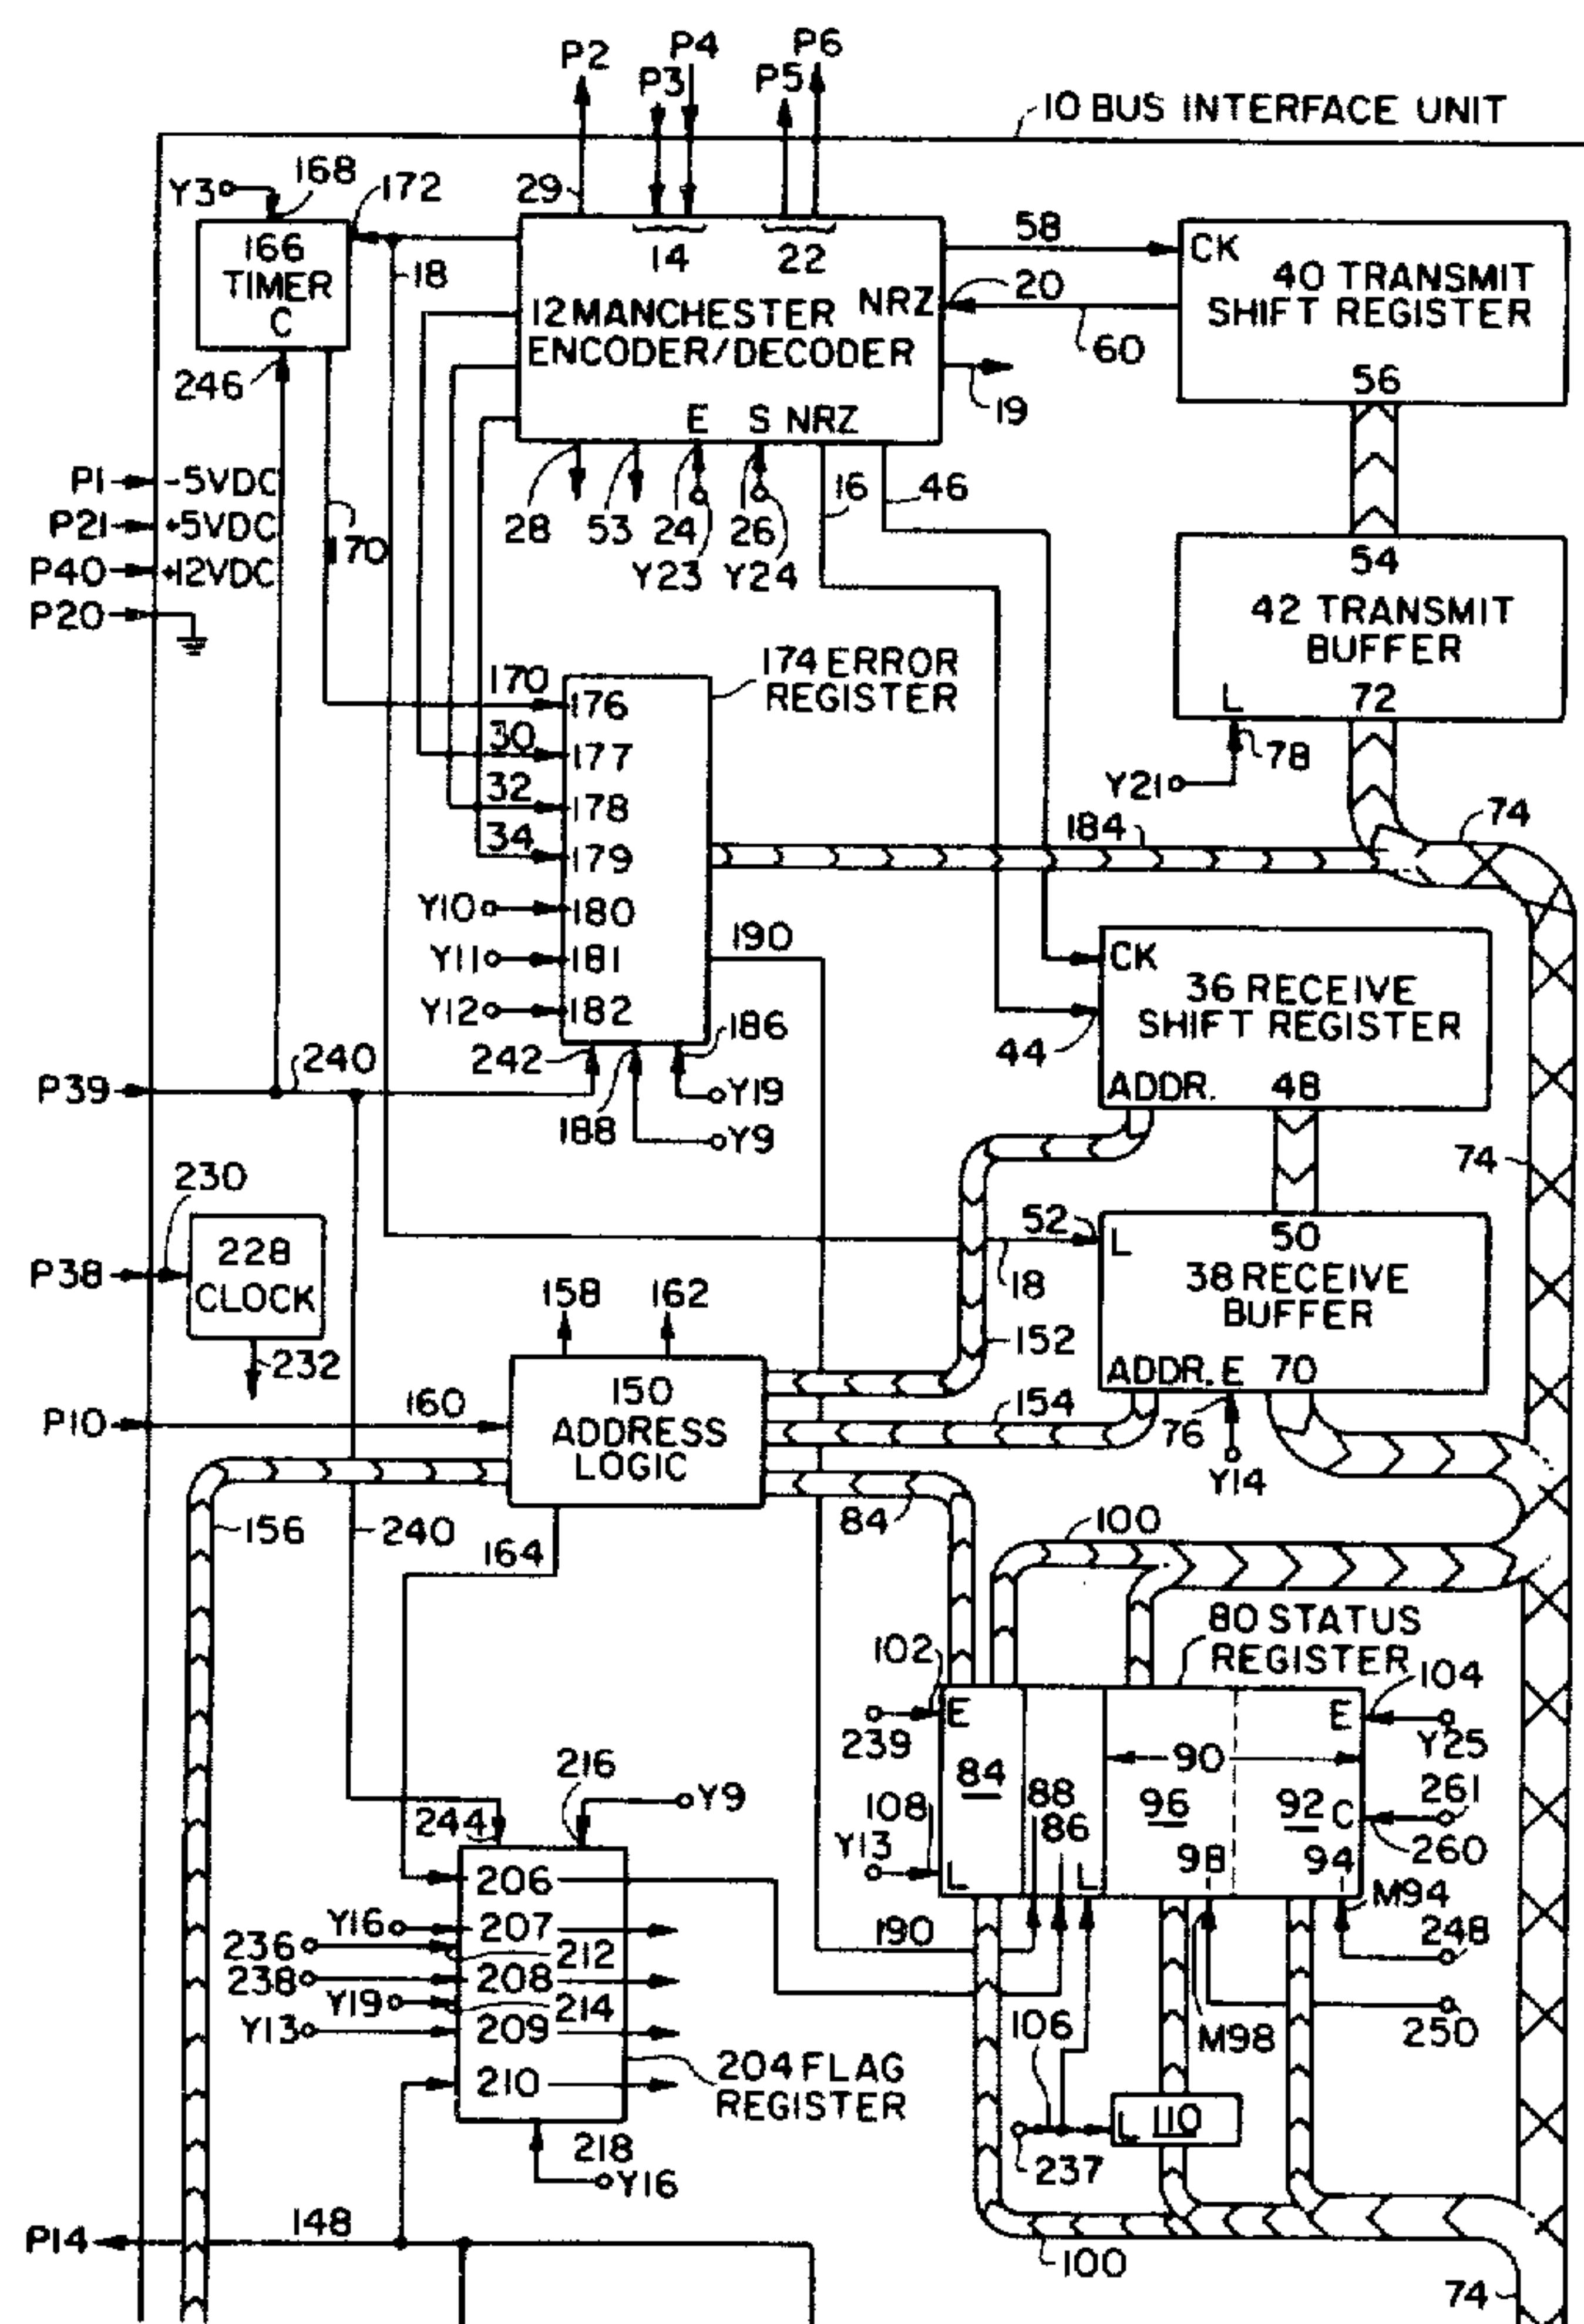 P2
P3
P4
P5
P6
10 BUS INTERFACE UNIT
Y3
168
172
29
166
TIMER
C
18
14
22
58
CK
40 TRANSMIT
SHIFT REGISTER
NRZ
20
12 MANCHESTER
ENCODER/DECODER
60
56
246
19
E
S
NRZ
P1
-5VDC
P21
+5VDC
P40
+12VDC
P20
170
28
53
24
26
16
46
Y23
Y24
54
42 TRANSMIT
BUFFER
L
72
78
Y21
174 ERROR
REGISTER
170
176
30
177
32
178
34
179
Y10
180
Y11
181
Y12
182
184
74
190
CK
36 RECEIVE
SHIFT REGISTER
44
ADDR.
48
186
242
240
P39
188
Y19
Y9
74
230
P38
228
CLOCK
232
52
L
50
38 RECEIVE
BUFFER
18
158
162
152
ADDR.
E
70
P10
160
150
ADDRESS
LOGIC
154
76
Y14
156
240
164
84
100
80 STATUS
REGISTER
102
104
239
E
E
Y25
84
88
86
90
96
92
C
261
260
108
Y13
L
L
98
94
M94
248
216
Y9
244
206
190
Y16
207
236
212
238
208
Y19
214
Y13
209
106
M98
250
210
204 FLAG
REGISTER
L
110
237
218
Y16
P14
148
100
74